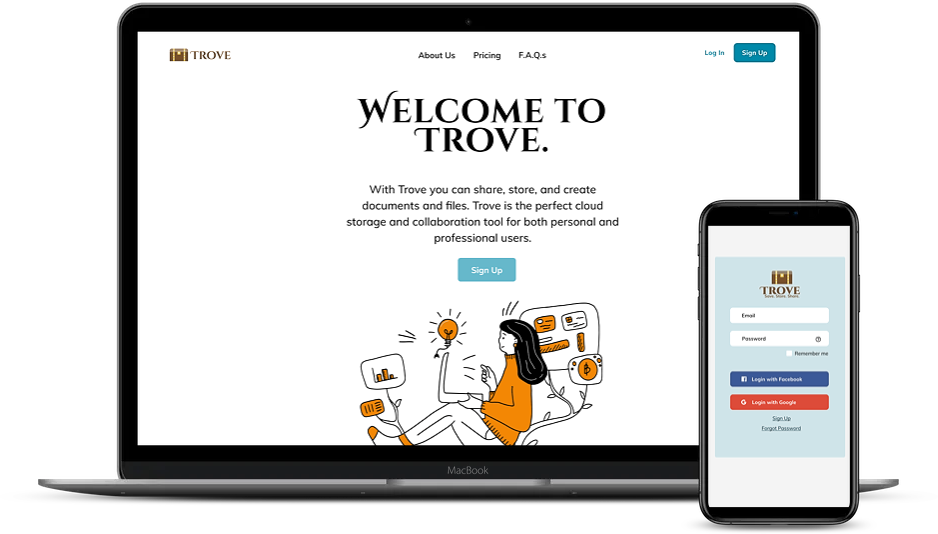 TROVE
About Us
Pricing
F.A.Q.s
Log In
Sign Up
WELCOME TO
TROVE.
With Trove you can share, store, and create
documents and files. Trove is the perfect cloud
storage and collaboration tool for both personal and
professional users.
Sign Up
MacBook
TROVE
Save. Store. Share.
Email
Password
Remember me
Login with Facebook
G Login with Google
Sign Up
Forgot Password